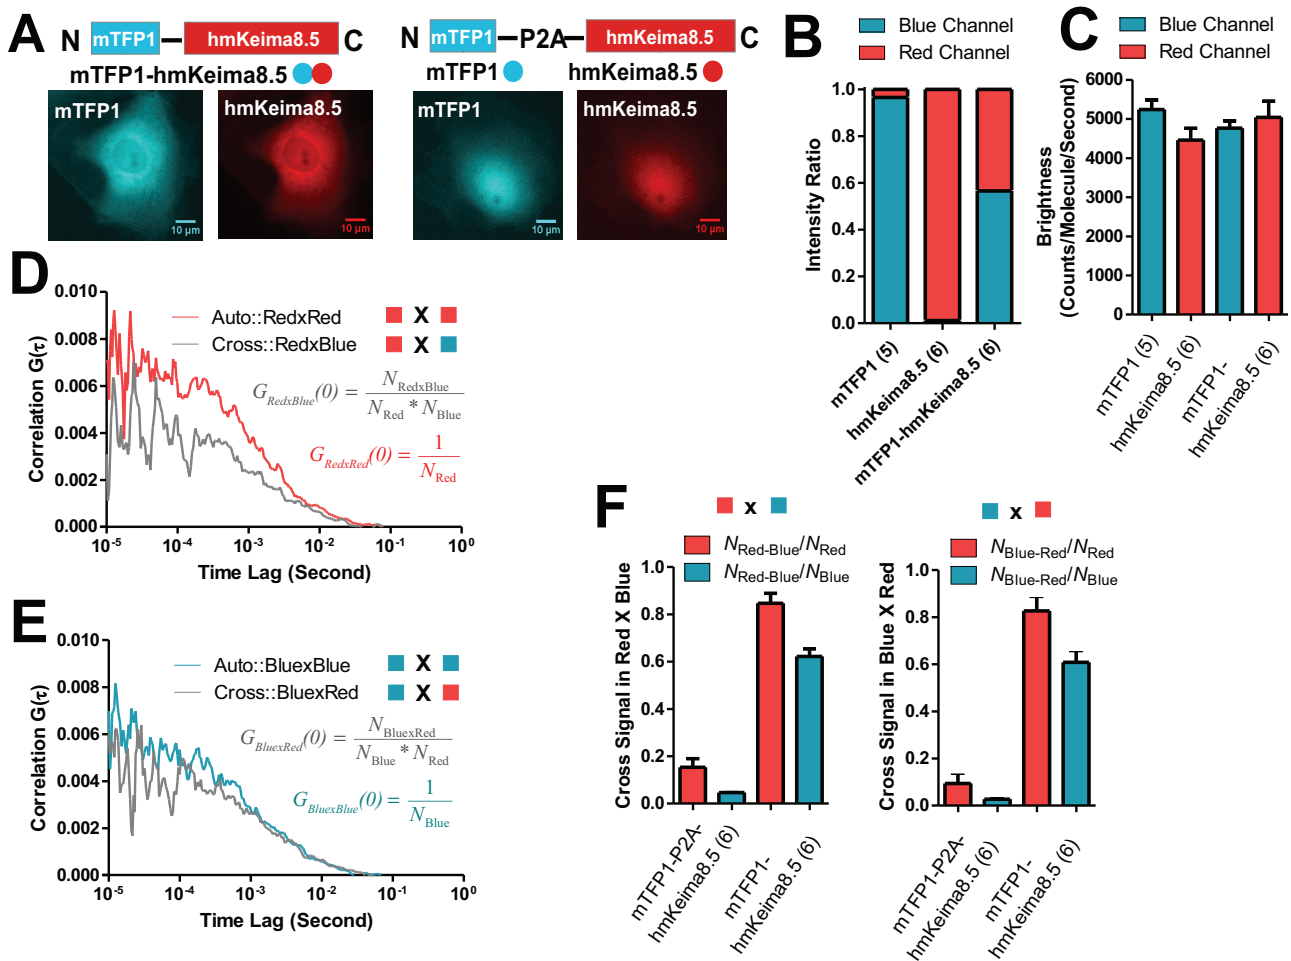 A
N mTFP1 hmKeima8.5 C
mTFP1-hmKeima8.5
mTFP1
10 μm
hmKeima8.5
10 μm
N mTFP1 P2A hmKeima8.5 C
mTFP1 hmKeima8.5
mTFP1
10 μm
hmKeima8.5
10 μm
B
Blue Channel
Red Channel
Intensity Ratio
1.0
0.8
0.6
0.4
0.2
0.0
mTFP1 (5)
hmKeima8.5 (6)
mTFP1-hmKeima8.5 (6)
C
Blue Channel
Red Channel
Brightness
(Counts/Molecule/Second)
6000
5000
4000
3000
2000
1000
0
mTFP1 (5)
hmKeima8.5 (6)
mTFP1-
hmKeima8.5 (6)
D
Correlation G(τ)
0.010
0.008
0.006
0.004
0.002
0.000
Auto::RedxRed X
Cross::RedxBlue X
G_RedxBlue(0) = N_RedxBlue / N_Red * N_Blue
G_RedxRed(0) = 1 / N_Red
10^-5 10^-4 10^-3 10^-2 10^-1 10^0
Time Lag (Second)
E
Correlation G(τ)
0.010
0.008
0.006
0.004
0.002
0.000
Auto::BluexBlue X
Cross::BluexRed X
G_BluexRed(0) = N_BluexRed / N_Blue * N_Red
G_BluexBlue(0) = 1 / N_Blue
10^-5 10^-4 10^-3 10^-2 10^-1 10^0
Time Lag (Second)
F
x
N_Red-Blue/N_Red
N_Red-Blue/N_Blue
Cross Signal in Red X Blue
1.0
0.8
0.6
0.4
0.2
0.0
mTFP1-P2A-
hmKeima8.5 (6)
mTFP1-
hmKeima8.5 (6)
x
N_Blue-Red/N_Red
N_Blue-Red/N_Blue
Cross Signal in Blue X Red
1.0
0.8
0.6
0.4
0.2
0.0
mTFP1-P2A-
hmKeima8.5 (6)
mTFP1-
hmKeima8.5 (6)